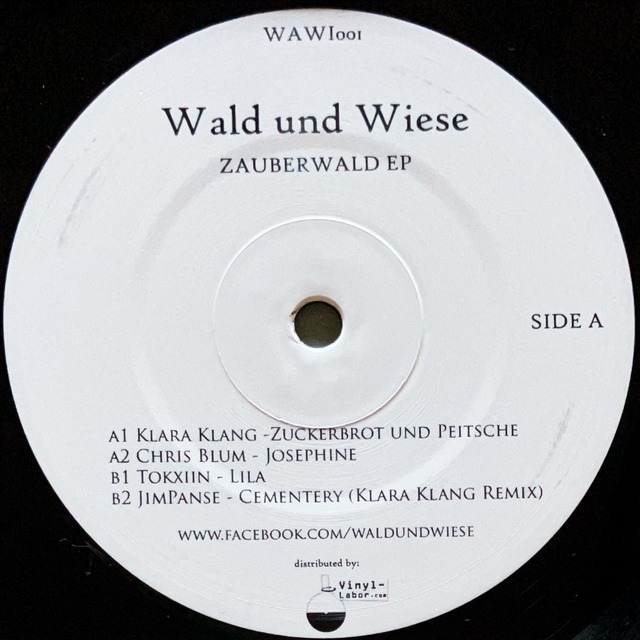 WAWI001
Wald und Wiese
ZAUBERWALD EP
SIDE A
A1 KLARA KLANG -ZUCKERBROT UND PEITSCHE
A2 CHRIS BLUM - JOSEPHINE
B1 TOKXIIN - LILA
B2 JIMPANSE - CEMENTERY (KLARA KLANG REMIX)
WWW.FACEBOOK.COM/WALDUNDWIESE
distributed by:
Vinyl-
Labor.com